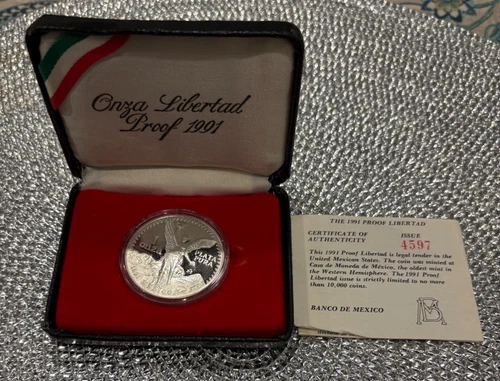 Onza Libertad
Proof 1991
PLATA
THE 1991 PROOF LIBERTAD
CERTIFICATE OF
AUTHENTICITY
ISSUE
4597
This 1991 Proof Libertad is legal tender in the
United Mexican States. The coin was minted at
Casa de Moneda de México, the oldest mint in
the Western Hemisphere. The 1991 Proof
Libertad issue is strictly limited to no more
than 10,000 coins.
BANCO DE MEXICO